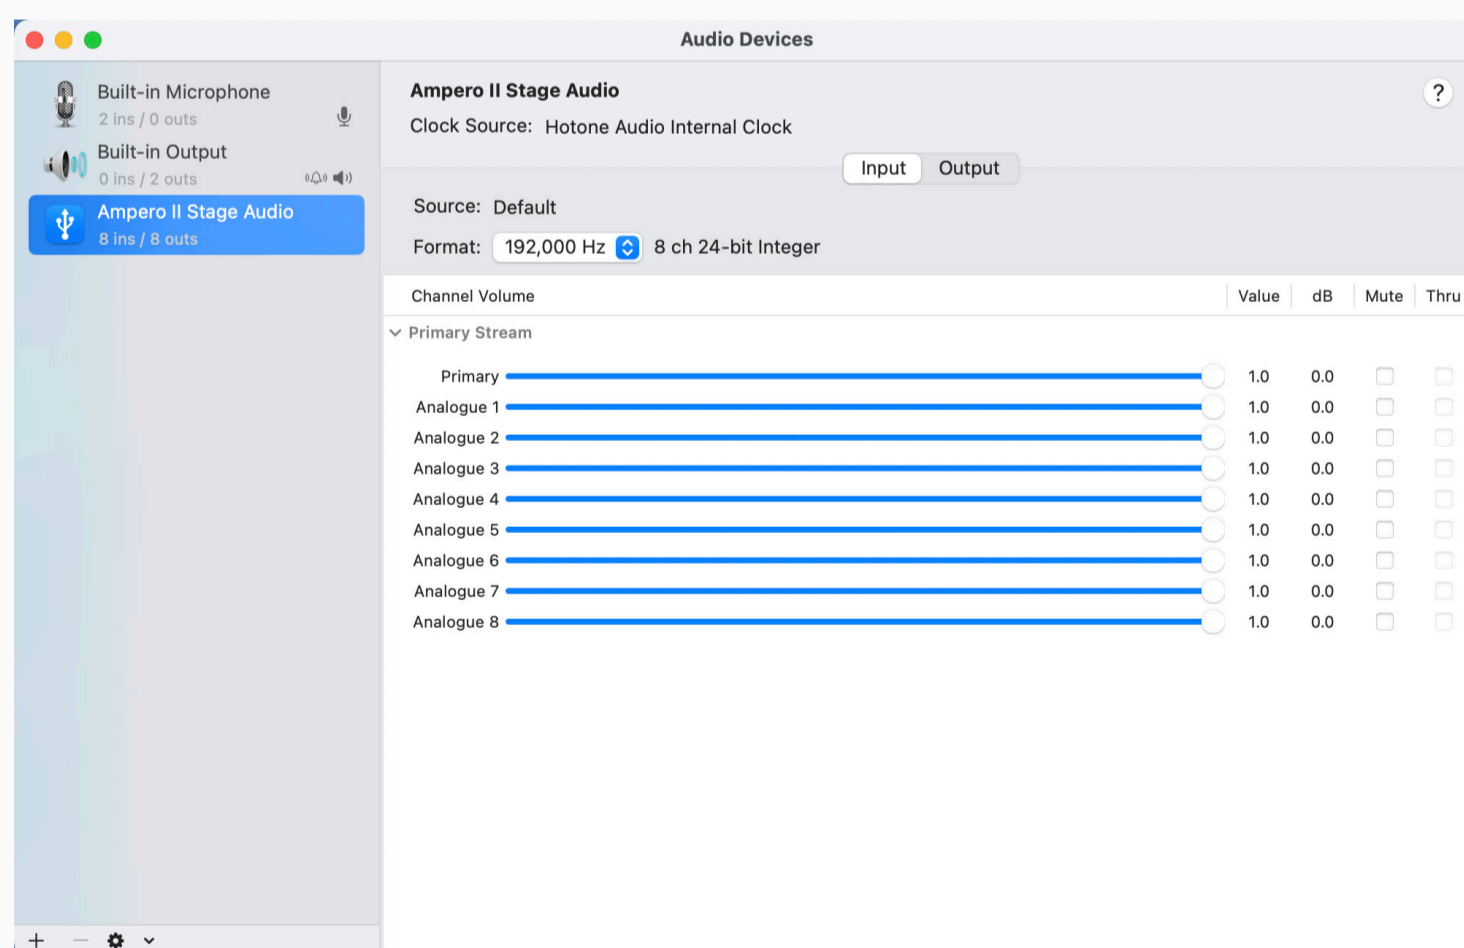 Audio Devices
Built-in Microphone
2 ins / 0 outs
Built-in Output
0 ins / 2 outs
Ampero II Stage Audio
8 ins / 8 outs
Ampero II Stage Audio
?
Clock Source: Hotone Audio Internal Clock
Input Output
Source: Default
Format: 192,000 Hz 8 ch 24-bit Integer
Channel Volume Value dB Mute Thru
Primary Stream
Primary 1.0 0.0
Analogue 1 1.0 0.0
Analogue 2 1.0 0.0
Analogue 3 1.0 0.0
Analogue 4 1.0 0.0
Analogue 5 1.0 0.0
Analogue 6 1.0 0.0
Analogue 7 1.0 0.0
Analogue 8 1.0 0.0